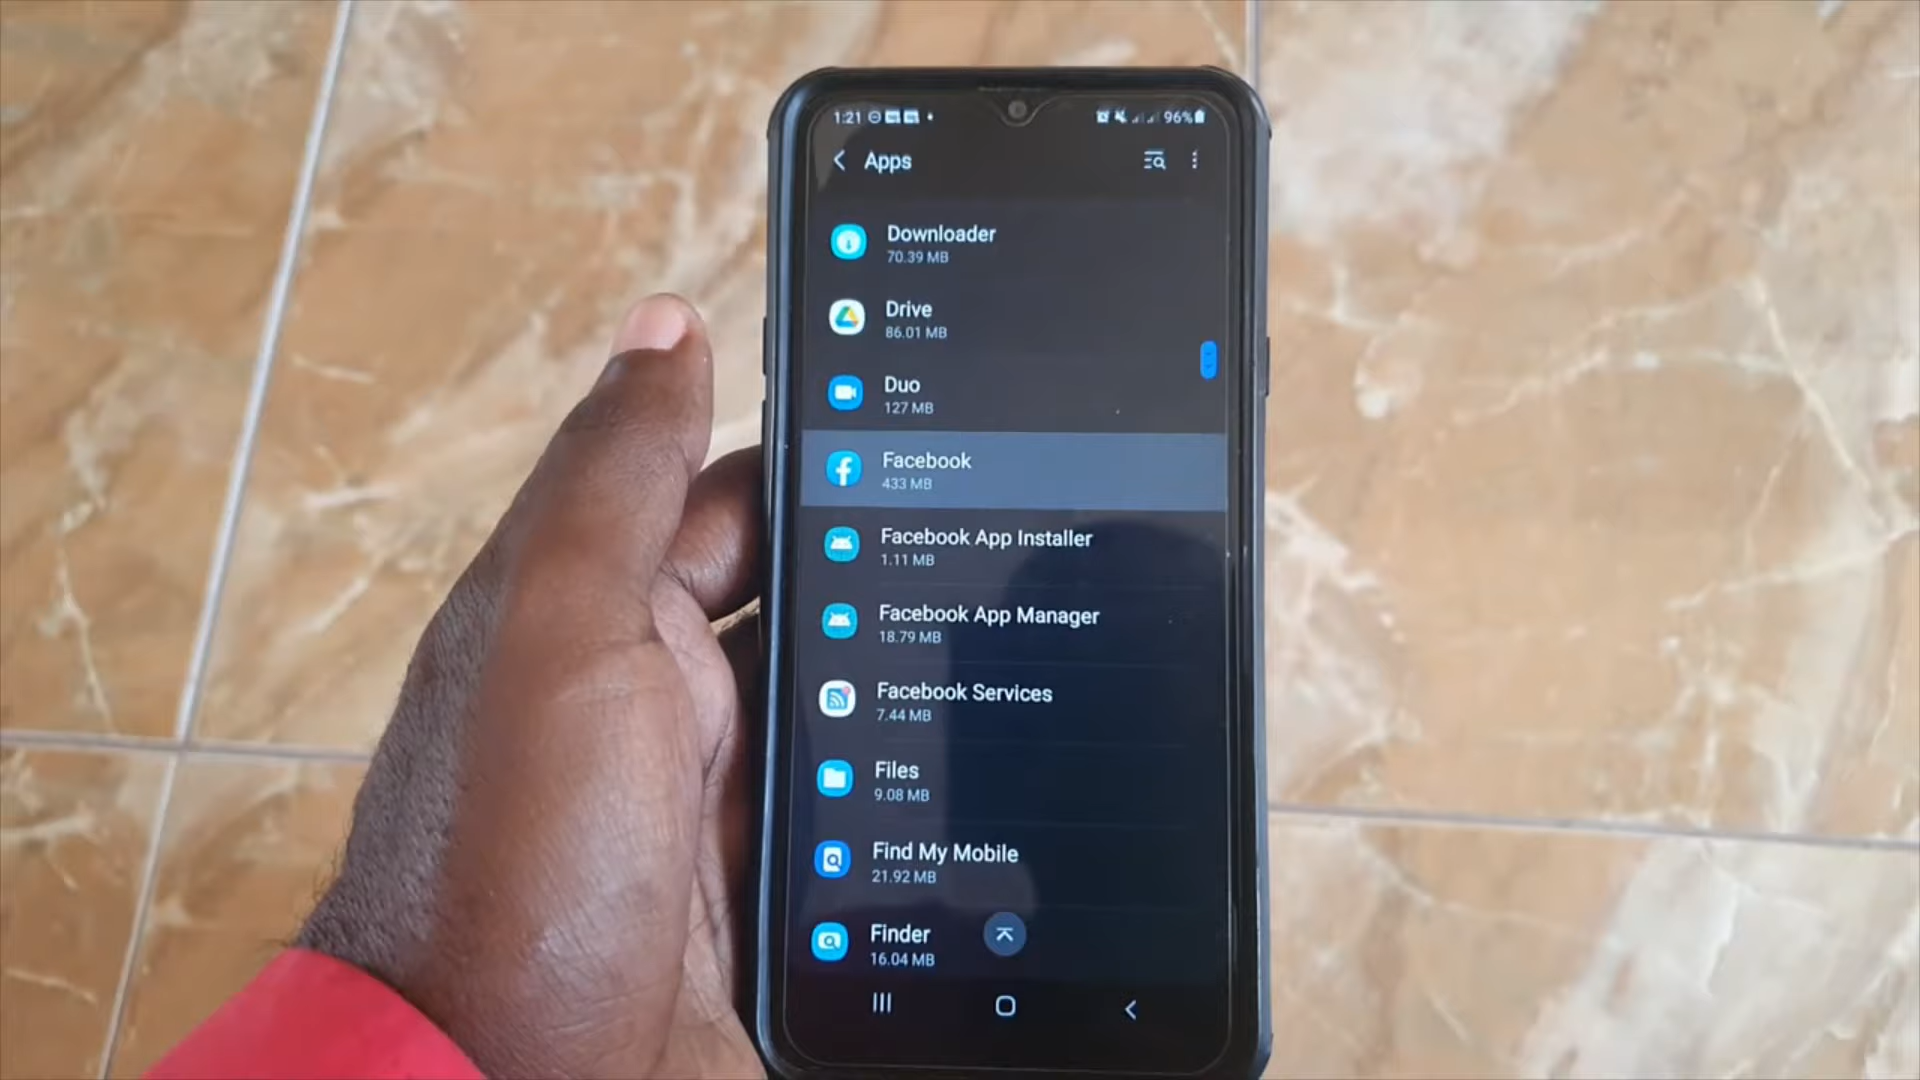 1:21
96%
Apps
Downloader
70.39 MB
Drive
86.01 MB
Duo
127 MB
Facebook
433 MB
Facebook App Installer
1.11 MB
Facebook App Manager
18.79 MB
Facebook Services
7.44 MB
Files
9.08 MB
Find My Mobile
21.92 MB
Finder
16.04 MB